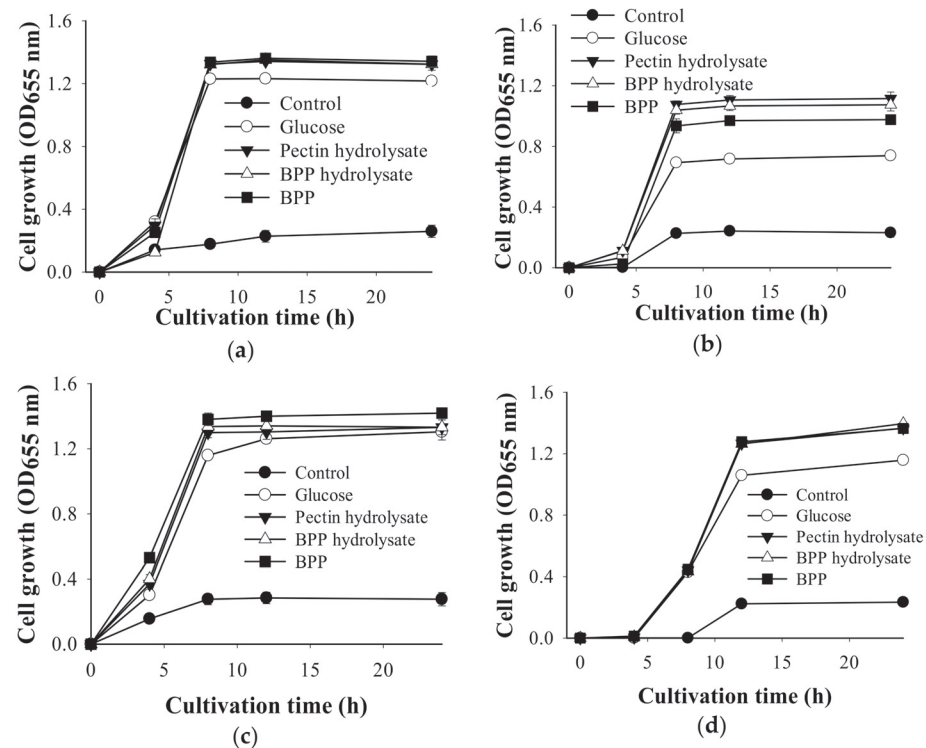 1.6
1.2
0.8
0.4
0.0
Cell growth (OD655 nm)
Control
Glucose
Pectin hydrolysate
BPP hydrolysate
BPP
0 5 10 15 20
Cultivation time (h)
(a)
1.6
1.2
0.8
0.4
0.0
Cell growth (OD655 nm)
Control
Glucose
Pectin hydrolysate
BPP hydrolysate
BPP
0 5 10 15 20
Cultivation time (h)
(b)
1.6
1.2
0.8
0.4
0.0
Cell growth (OD655 nm)
Control
Glucose
Pectin hydrolysate
BPP hydrolysate
BPP
0 5 10 15 20
Cultivation time (h)
(c)
1.6
1.2
0.8
0.4
0.0
Cell growth (OD655 nm)
Control
Glucose
Pectin hydrolysate
BPP hydrolysate
BPP
0 5 10 15 20
Cultivation time (h)
(d)